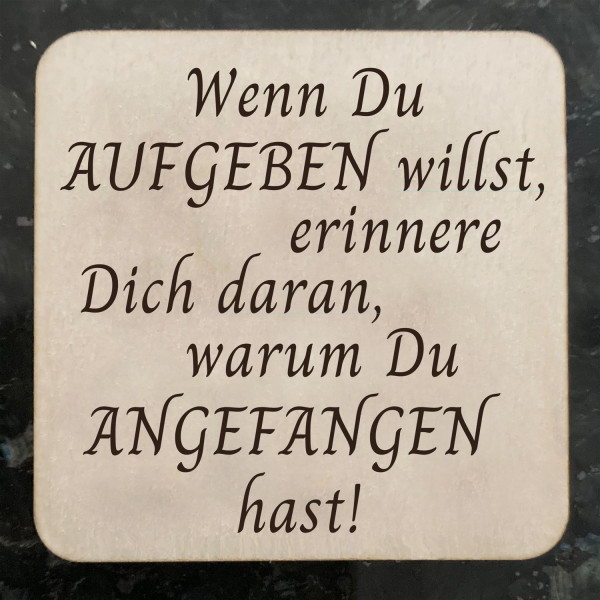 Wenn Du
AUFGEBEN willst,
erinnere
Dich daran,
warum Du
ANGEFANGEN
hast!